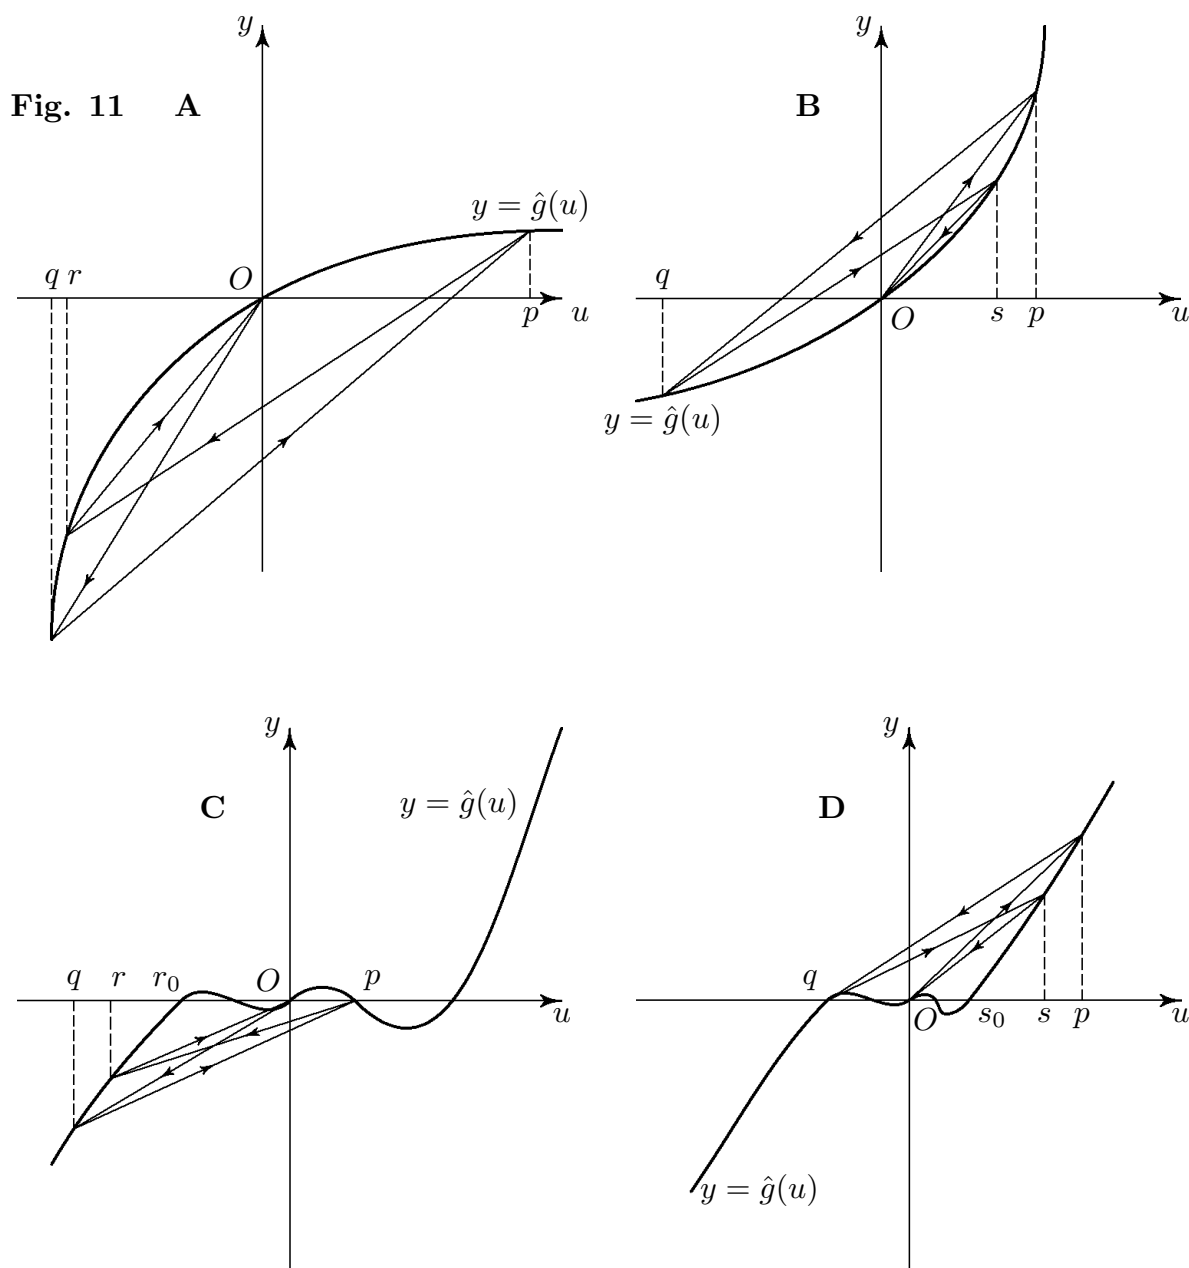 y
Fig. 11 A
y = ĝ(u)
q r O
p u
y
B
q
O s p u
y = ĝ(u)
y
C y = ĝ(u)
q r r₀ O p
u
y
D
q
O s₀ s p u
y = ĝ(u)